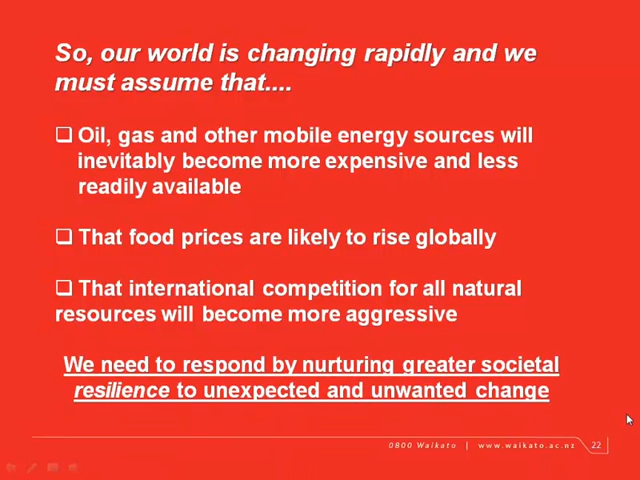 So, our world is changing rapidly and we
must assume that....
❑ Oil, gas and other mobile energy sources will
inevitably become more expensive and less
readily available
❑ That food prices are likely to rise globally
❑ That international competition for all natural
resources will become more aggressive
We need to respond by nurturing greater societal
resilience to unexpected and unwanted change
0800 Waikato | www.waikato.ac.nz 22